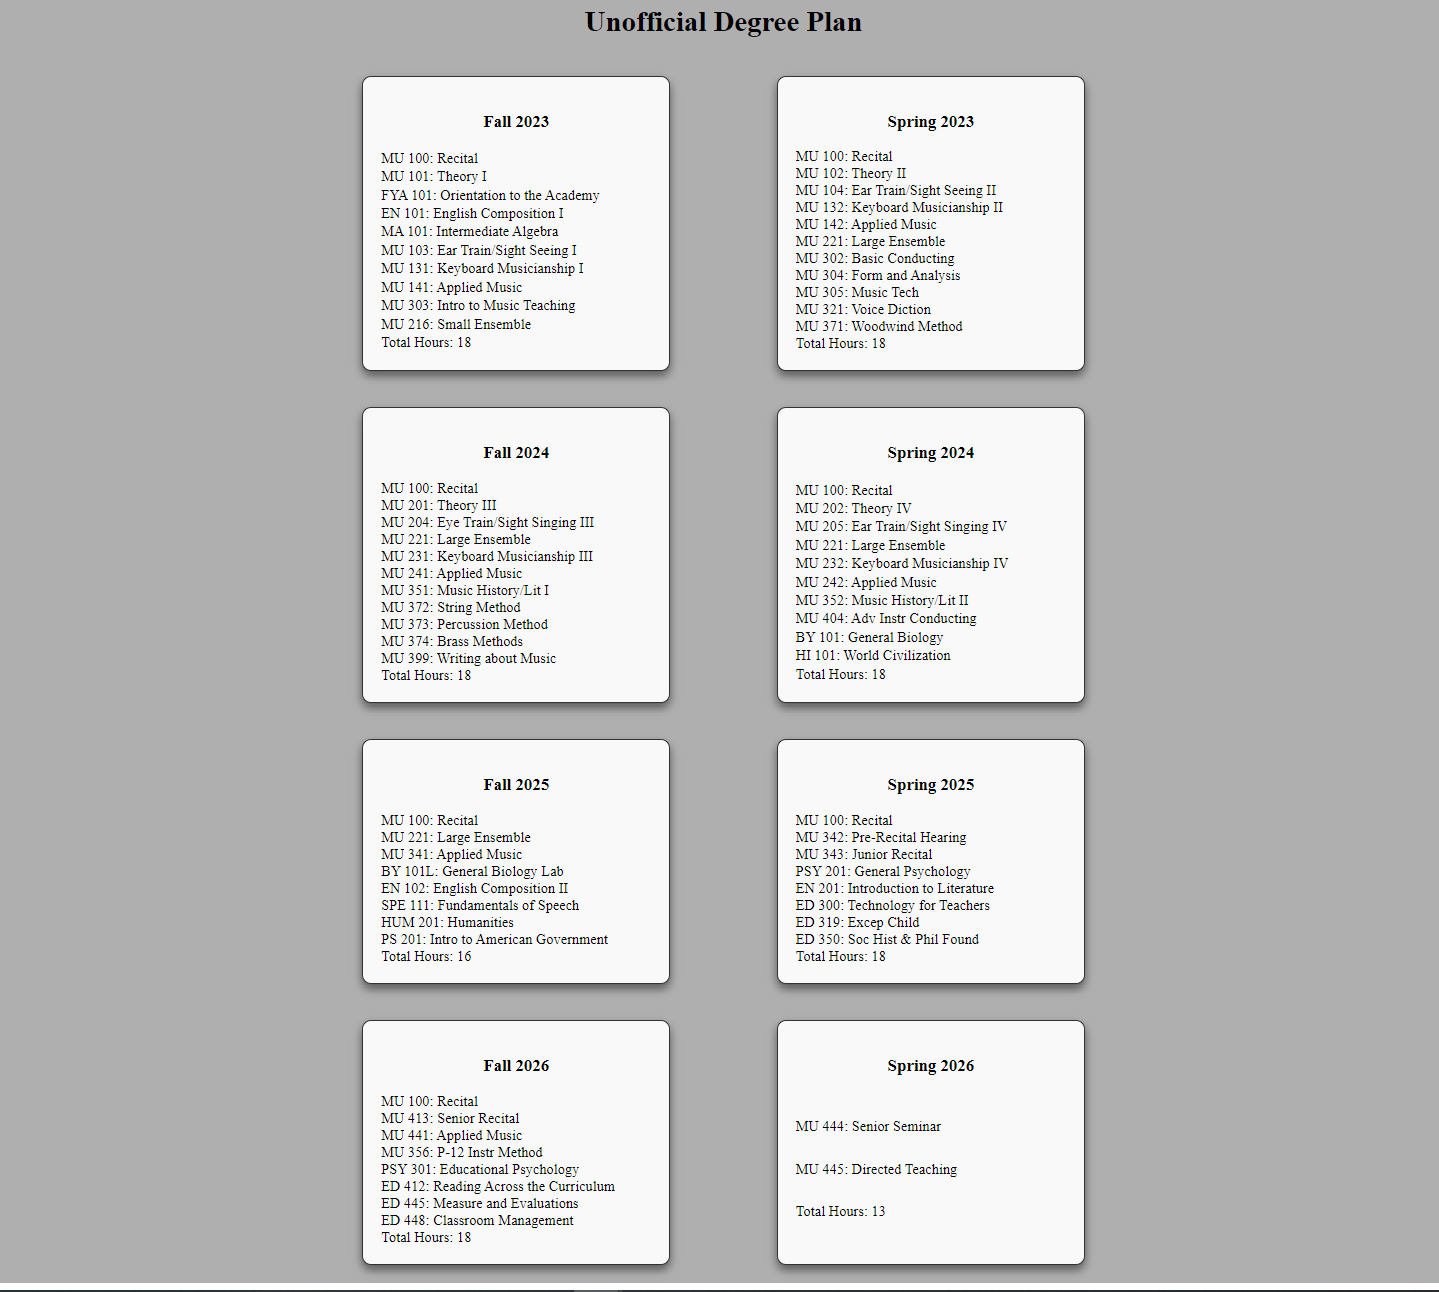 Unofficial Degree Plan
Fall 2023
MU 100: Recital
MU 101: Theory I
FYA 101: Orientation to the Academy
EN 101: English Composition I
MA 101: Intermediate Algebra
MU 103: Ear Train/Sight Seeing I
MU 131: Keyboard Musicianship I
MU 141: Applied Music
MU 303: Intro to Music Teaching
MU 216: Small Ensemble
Total Hours: 18
Spring 2023
MU 100: Recital
MU 102: Theory II
MU 104: Ear Train/Sight Seeing II
MU 132: Keyboard Musicianship II
MU 142: Applied Music
MU 221: Large Ensemble
MU 302: Basic Conducting
MU 304: Form and Analysis
MU 305: Music Tech
MU 321: Voice Diction
MU 371: Woodwind Method
Total Hours: 18
Fall 2024
MU 100: Recital
MU 201: Theory III
MU 204: Eye Train/Sight Singing III
MU 221: Large Ensemble
MU 231: Keyboard Musicianship III
MU 241: Applied Music
MU 351: Music History/Lit I
MU 372: String Method
MU 373: Percussion Method
MU 374: Brass Methods
MU 399: Writing about Music
Total Hours: 18
Spring 2024
MU 100: Recital
MU 202: Theory IV
MU 205: Ear Train/Sight Singing IV
MU 221: Large Ensemble
MU 232: Keyboard Musicianship IV
MU 242: Applied Music
MU 352: Music History/Lit II
MU 404: Adv Instr Conducting
BY 101: General Biology
HI 101: World Civilization
Total Hours: 18
Fall 2025
MU 100: Recital
MU 221: Large Ensemble
MU 341: Applied Music
BY 101L: General Biology Lab
EN 102: English Composition II
SPE 111: Fundamentals of Speech
HUM 201: Humanities
PS 201: Intro to American Government
Total Hours: 16
Spring 2025
MU 100: Recital
MU 342: Pre-Recital Hearing
MU 343: Junior Recital
PSY 201: General Psychology
EN 201: Introduction to Literature
ED 300: Technology for Teachers
ED 319: Excep Child
ED 350: Soc Hist & Phil Found
Total Hours: 18
Fall 2026
MU 100: Recital
MU 413: Senior Recital
MU 441: Applied Music
MU 356: P-12 Instr Method
PSY 301: Educational Psychology
ED 412: Reading Across the Curriculum
ED 445: Measure and Evaluations
ED 448: Classroom Management
Total Hours: 18
Spring 2026
MU 444: Senior Seminar
MU 445: Directed Teaching
Total Hours: 13